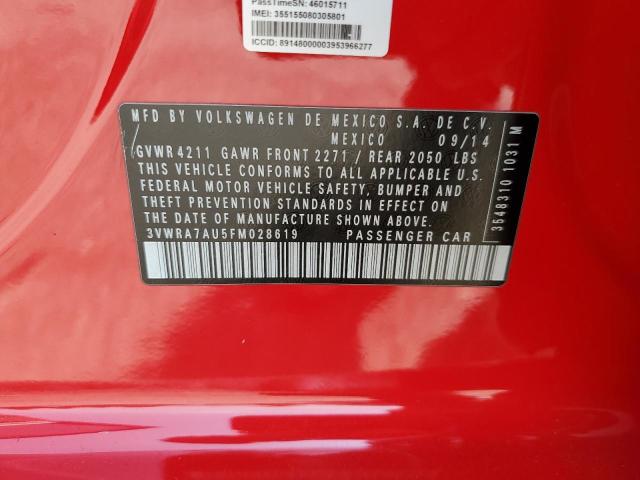 PassTimeSN: 46015711
IMEI: 355155080305801
ICCID: 89148000003953966277
MFD BY VOLKSWAGEN DE MEXICO S.A. DE C.V.
MEXICO 09/14
GVWR 4211 GAWR FRONT 2271 / REAR 2050 LBS
THIS VEHICLE CONFORMS TO ALL APPLICABLE U.S.
FEDERAL MOTOR VEHICLE SAFETY, BUMPER AND
THEFT PREVENTION STANDARDS IN EFFECT ON
THE DATE OF MANUFACTURE SHOWN ABOVE.
3VWRA7AU5FM028619 PASSENGER CAR
3648310 1031 M